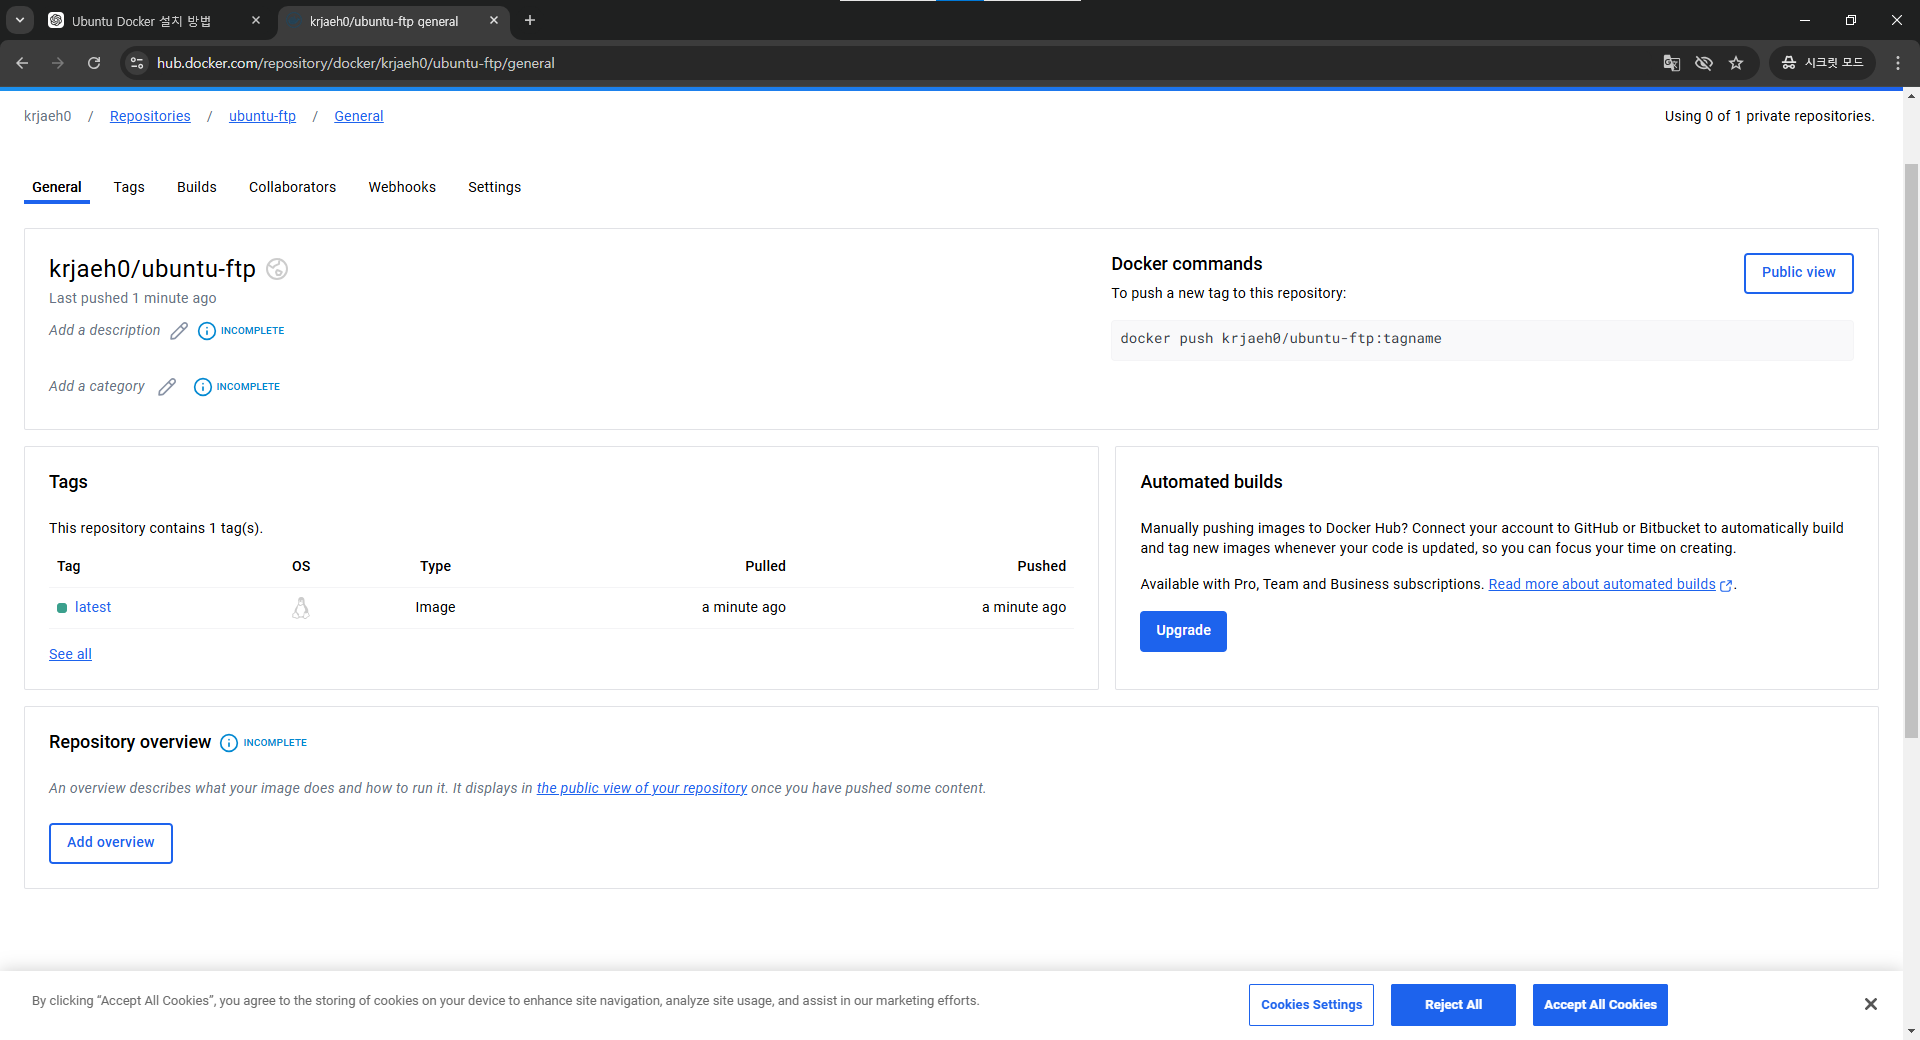 Ubuntu Docker 설치 방법
krjaeh0/ubuntu-ftp general
hub.docker.com/repository/docker/krjaeh0/ubuntu-ftp/general
시크릿 모드
krjaeh0 / Repositories / ubuntu-ftp / General
Using 0 of 1 private repositories.
General Tags Builds Collaborators Webhooks Settings
krjaeh0/ubuntu-ftp
Last pushed 1 minute ago
Add a description INCOMPLETE
Add a category INCOMPLETE
Docker commands
Public view
To push a new tag to this repository:
docker push krjaeh0/ubuntu-ftp:tagname
Tags
This repository contains 1 tag(s).
Tag OS Type Pulled Pushed
latest Image a minute ago a minute ago
See all
Automated builds
Manually pushing images to Docker Hub? Connect your account to GitHub or Bitbucket to automatically build
and tag new images whenever your code is updated, so you can focus your time on creating.
Available with Pro, Team and Business subscriptions. Read more about automated builds .
Upgrade
Repository overview INCOMPLETE
An overview describes what your image does and how to run it. It displays in the public view of your repository once you have pushed some content.
Add overview
By clicking “Accept All Cookies”, you agree to the storing of cookies on your device to enhance site navigation, analyze site usage, and assist in our marketing efforts.
Cookies Settings
Reject All
Accept All Cookies